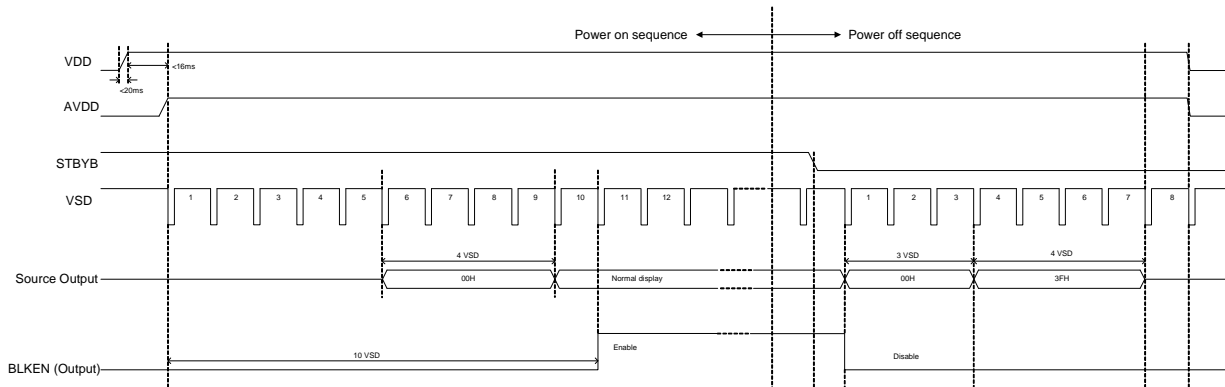 Power on sequence
Power off sequence
VDD
<16ms
<20ms
AVDD
STBYB
VSD
1 2 3 4 5 6 7 8 9 10 11 12 1 2 3 4 5 6 7 8
4 VSD
3 VSD
4 VSD
Source Output
00H
Normal display
00H
3FH
Enable
10 VSD
Disable
BLKEN (Output)